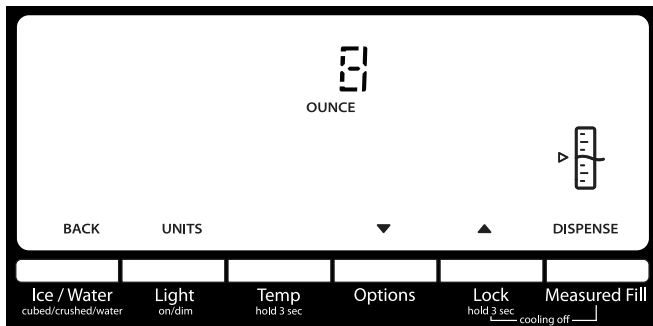 8
OUNCE
BACK UNITS ▼ ▲ DISPENSE
Ice / Water Light Temp Options Lock Measured Fill
cubed/crushed/water on/dim hold 3 sec hold 3 sec
cooling off